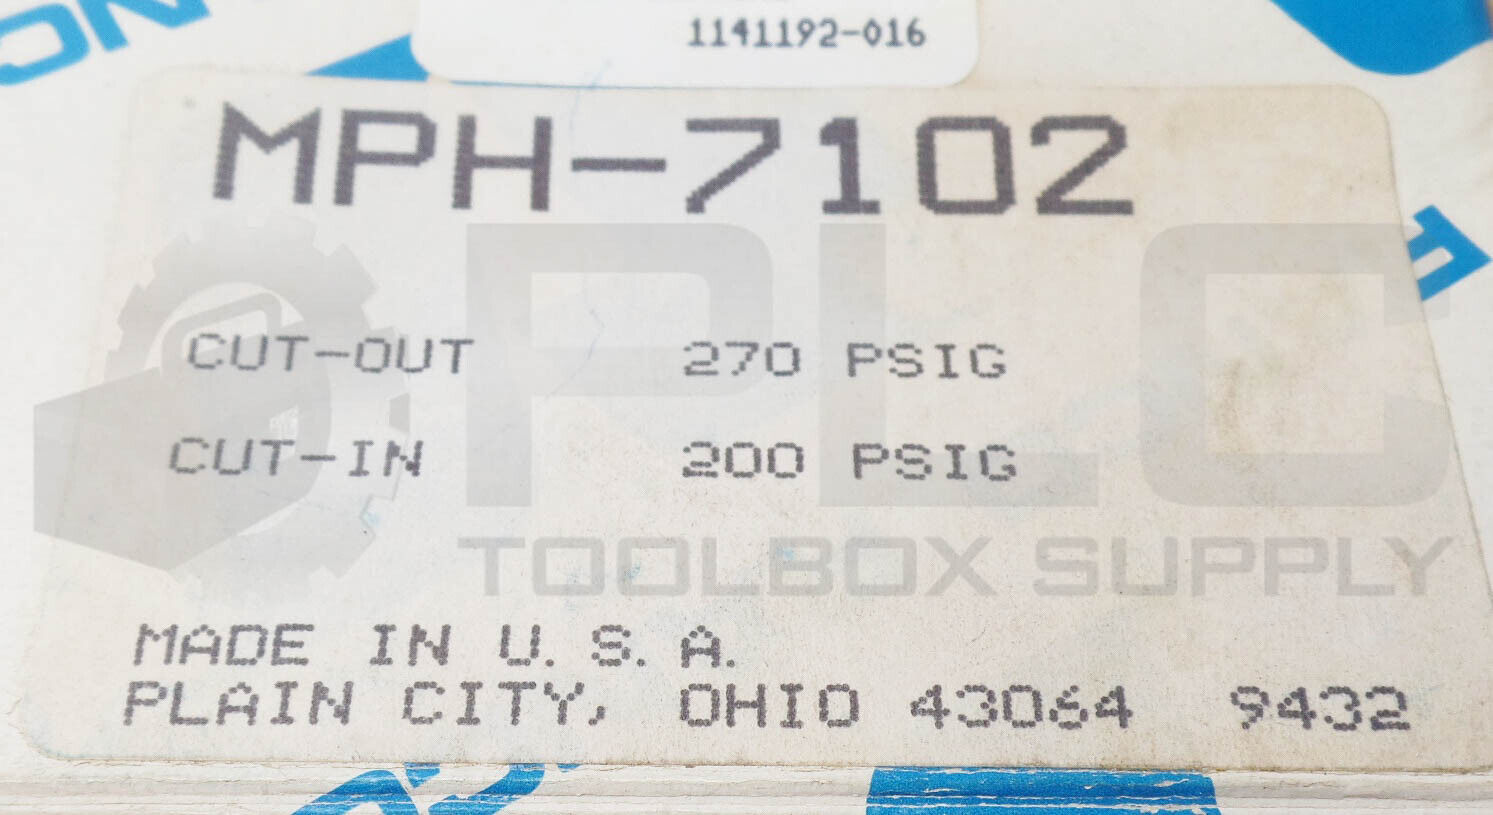 1141192-016
MPH-7102
PLC
CUT-OUT 270 PSIG
CUT-IN 200 PSIG
TOOLBOX SUPPLY
MADE IN U.S.A.
PLAIN CITY, OHIO 43064 9432